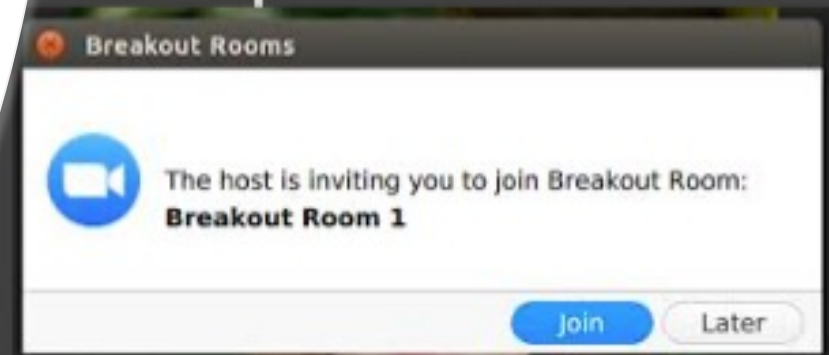 Breakout Rooms
The host is inviting you to join Breakout Room:
Breakout Room 1
Join
Later